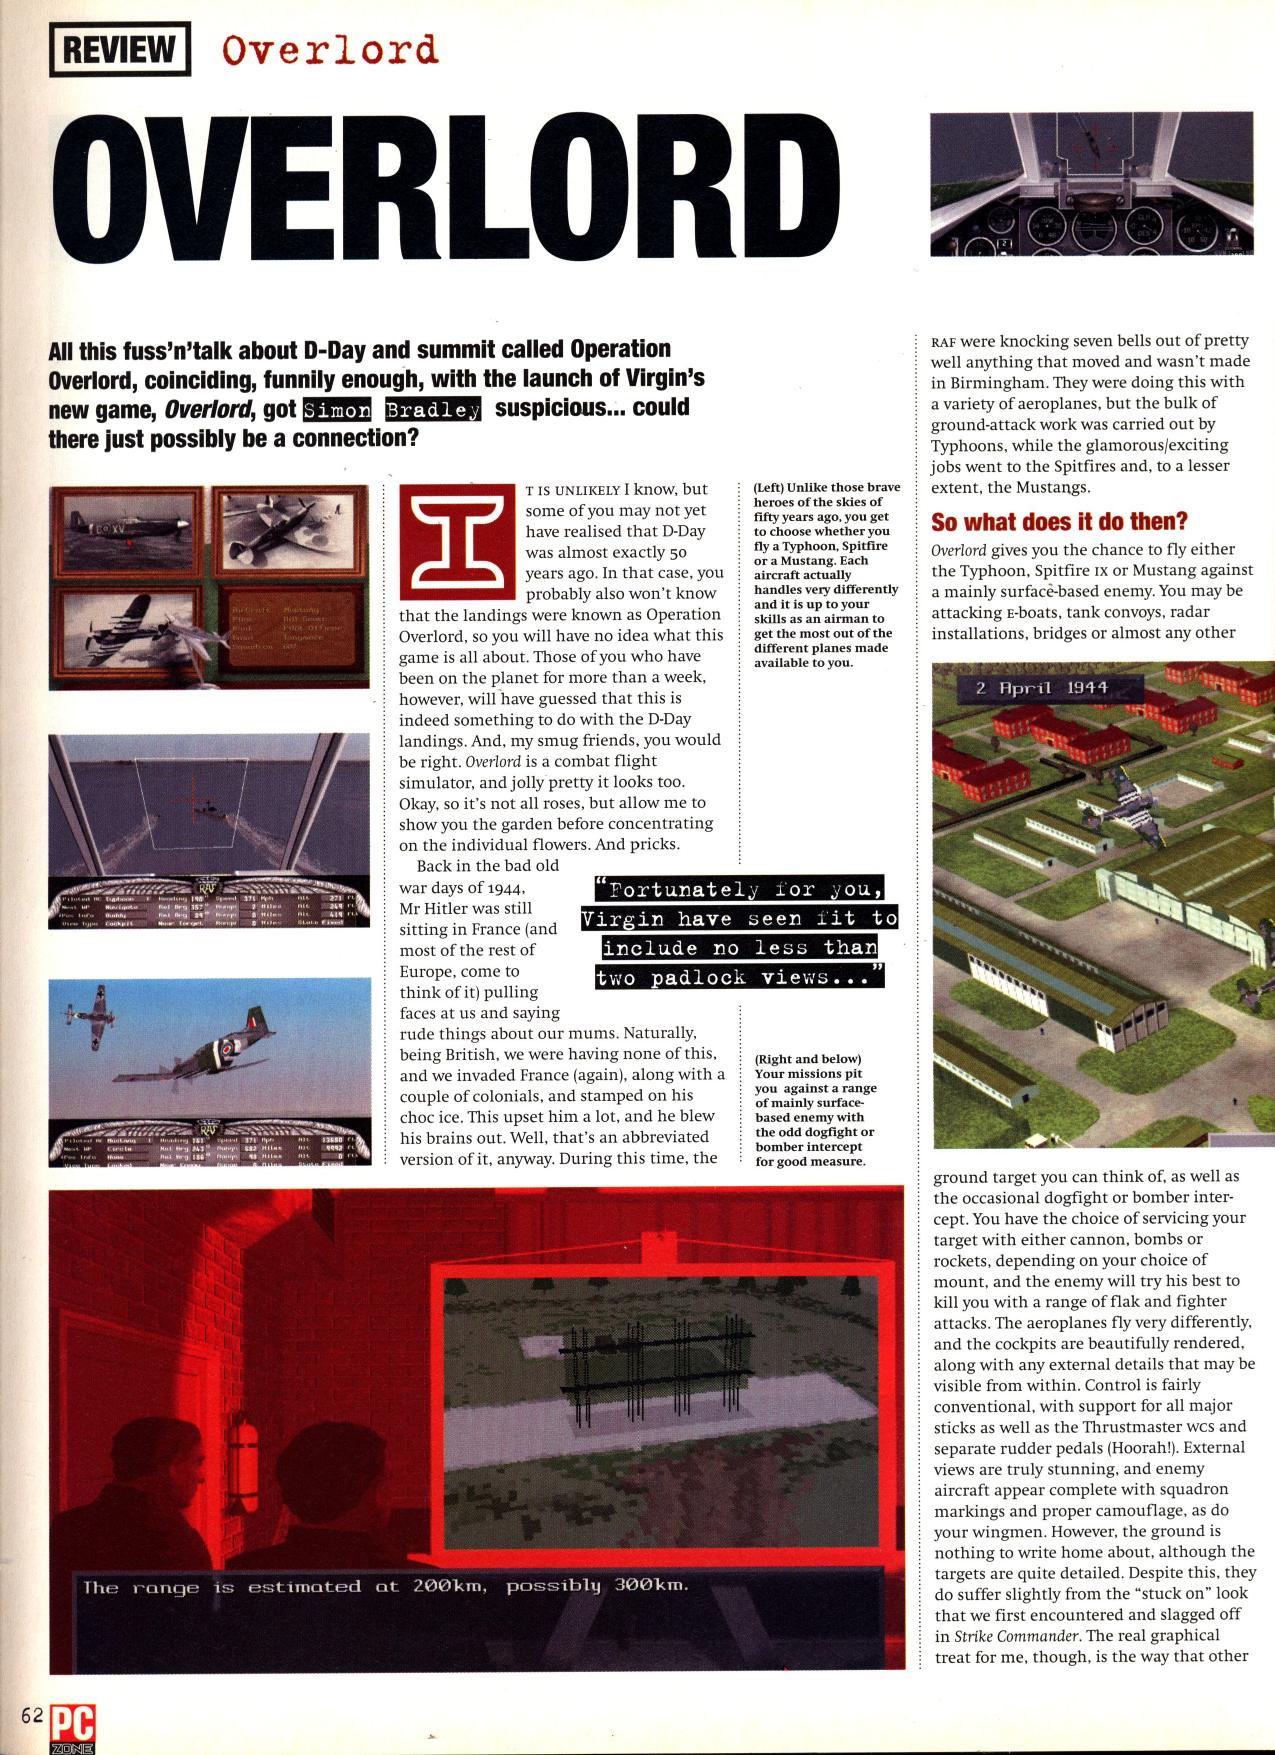 REVIEW Overlord
OVERLORD
All this fuss'n'talk about D-Day and summit called Operation
Overlord, coinciding, funnily enough, with the launch of Virgin's
new game, Overlord, got Simon Bradley suspicious... could
there just possibly be a connection?
IT IS UNLIKELY I know, but
some of you may not yet
have realised that D-Day
was almost exactly 50
years ago. In that case, you
probably also won't know
that the landings were known as Operation
Overlord, so you will have no idea what this
game is all about. Those of you who have
been on the planet for more than a week,
however, will have guessed that this is
indeed something to do with the D-Day
landings. And, my smug friends, you would
be right. Overlord is a combat flight
simulator, and jolly pretty it looks too.
Okay, so it's not all roses, but allow me to
show you the garden before concentrating
on the individual flowers. And pricks.
Back in the bad old
war days of 1944,
Mr Hitler was still
sitting in France (and
most of the rest of
Europe, come to
think of it) pulling
faces at us and saying
rude things about our mums. Naturally,
being British, we were having none of this,
and we invaded France (again), along with a
couple of colonials, and stamped on his
choc ice. This upset him a lot, and he blew
his brains out. Well, that's an abbreviated
version of it, anyway. During this time, the
(Left) Unlike those brave
heroes of the skies of
fifty years ago, you get
to choose whether you
fly a Typhoon, Spitfire
or a Mustang. Each
aircraft actually
handles very differently
and it is up to your
skills as an airman to
get the most out of the
different planes made
available to you.
"Fortunately for you,
Virgin have seen fit to
include no less than
two padlock views..."
(Right and below)
Your missions pit
you against a range
of mainly surface-
based enemy with
the odd dogfight or
bomber intercept
for good measure.
RAF were knocking seven bells out of pretty
well anything that moved and wasn't made
in Birmingham. They were doing this with
a variety of aeroplanes, but the bulk of
ground-attack work was carried out by
Typhoons, while the glamorous/exciting
jobs went to the Spitfires and, to a lesser
extent, the Mustangs.
So what does it do then?
Overlord gives you the chance to fly either
the Typhoon, Spitfire IX or Mustang against
a mainly surface-based enemy. You may be
attacking E-boats, tank convoys, radar
installations, bridges or almost any other
2 April 1944
ground target you can think of, as well as
the occasional dogfight or bomber inter-
cept. You have the choice of servicing your
target with either cannon, bombs or
rockets, depending on your choice of
mount, and the enemy will try his best to
kill you with a range of flak and fighter
attacks. The aeroplanes fly very differently,
and the cockpits are beautifully rendered,
along with any external details that may be
visible from within. Control is fairly
conventional, with support for all major
sticks as well as the Thrustmaster WCS and
separate rudder pedals (Hoorah!). External
views are truly stunning, and enemy
aircraft appear complete with squadron
markings and proper camouflage, as do
your wingmen. However, the ground is
nothing to write home about, although the
targets are quite detailed. Despite this, they
do suffer slightly from the "stuck on" look
that we first encountered and slagged off
in Strike Commander. The real graphical
treat for me, though, is the way that other
The range is estimated at 200km, possibly 300km.
62 PC
ZONE